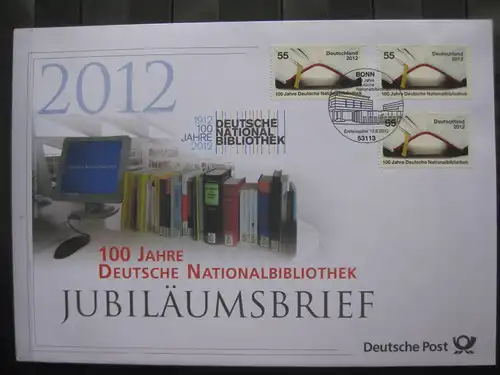 2012
1912
100
JAHRE
2012
DEUTSCHE
NATIONAL
BIBLIOTHEK
55 Deutschland
2012
100 Jahre Deutsche Nationalbibliothek
55 Deutschland
2012
100 Jahre Deutsche Nationalbibliothek
55 Deutschland
2012
100 Jahre Deutsche Nationalbibliothek
BONN
Nationalbibliothek
Erstausgabe
53113
100 JAHRE
DEUTSCHE NATIONALBIBLIOTHEK
JUBILÄUMSBRIEF
Deutsche Post